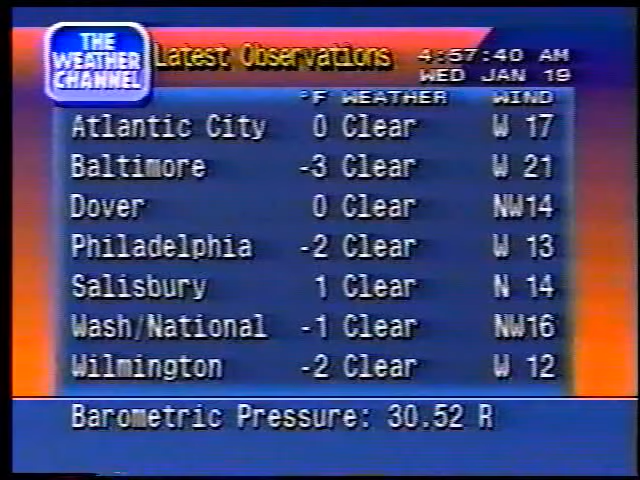 THE
WEATHER
CHANNEL
Latest Observations
4:57:40 AM
WED JAN 19
°F WEATHER WIND
Atlantic City 0 Clear W 17
Baltimore -3 Clear W 21
Dover 0 Clear NW14
Philadelphia -2 Clear W 13
Salisbury 1 Clear N 14
Wash/National -1 Clear NW16
Wilmington -2 Clear W 12
Barometric Pressure: 30.52 R